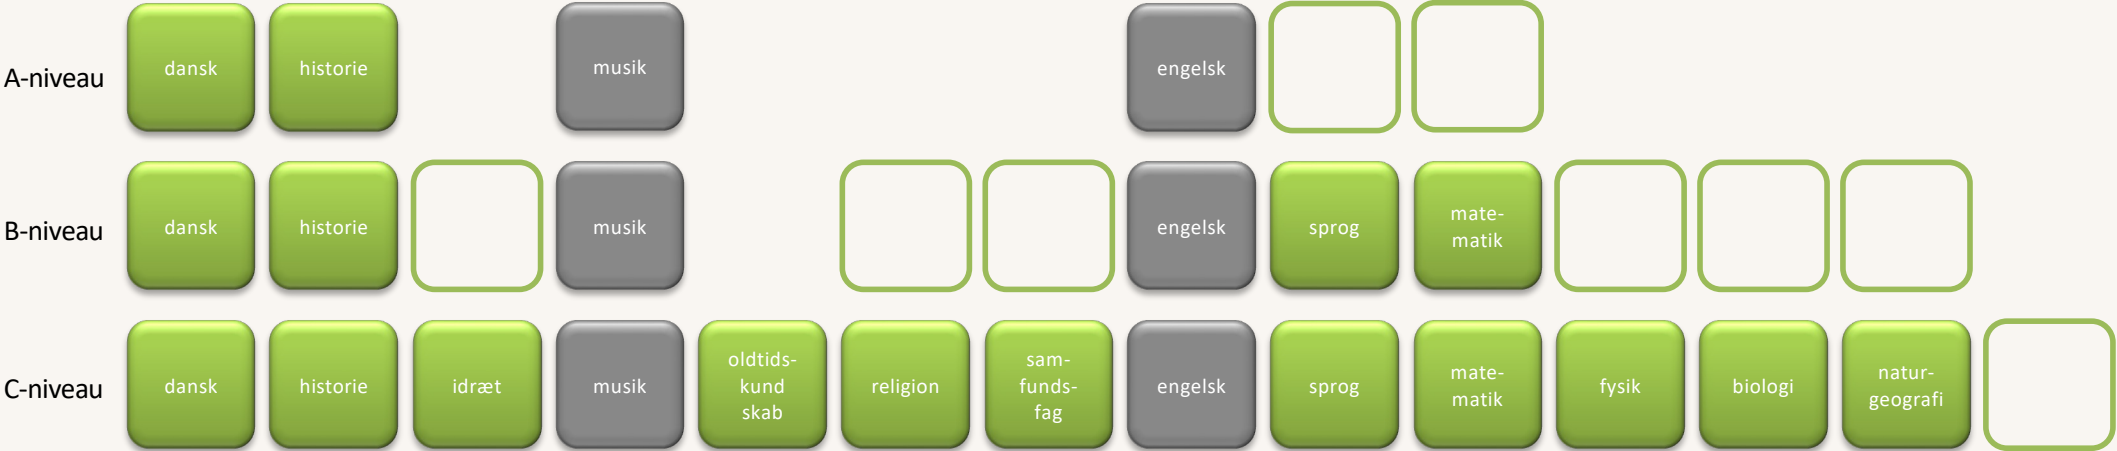 A-niveau
dansk
historie
musik
engelsk
B-niveau
dansk
historie
musik
engelsk
sprog
mate-
matik
C-niveau
dansk
historie
idræt
musik
oldtids-
kund
skab
religion
sam-
funds-
fag
engelsk
sprog
mate-
matik
fysik
biologi
natur-
geografi